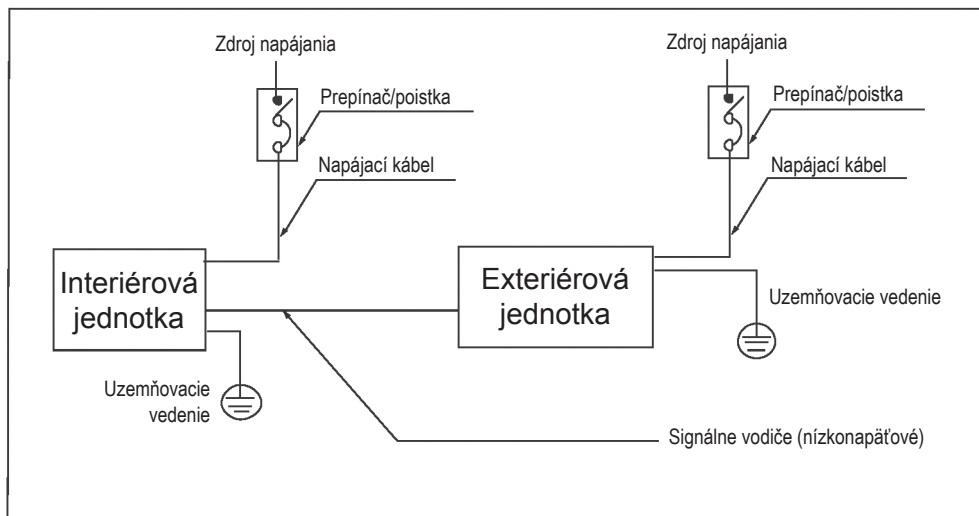 Zdroj napájania
Prepínač/poistka
Napájací kábel
Interiérová
jednotka
Uzemňovacie
vedenie
Zdroj napájania
Prepínač/poistka
Napájací kábel
Exteriérová
jednotka
Uzemňovacie vedenie
Signálne vodiče (nízkonapäťové)